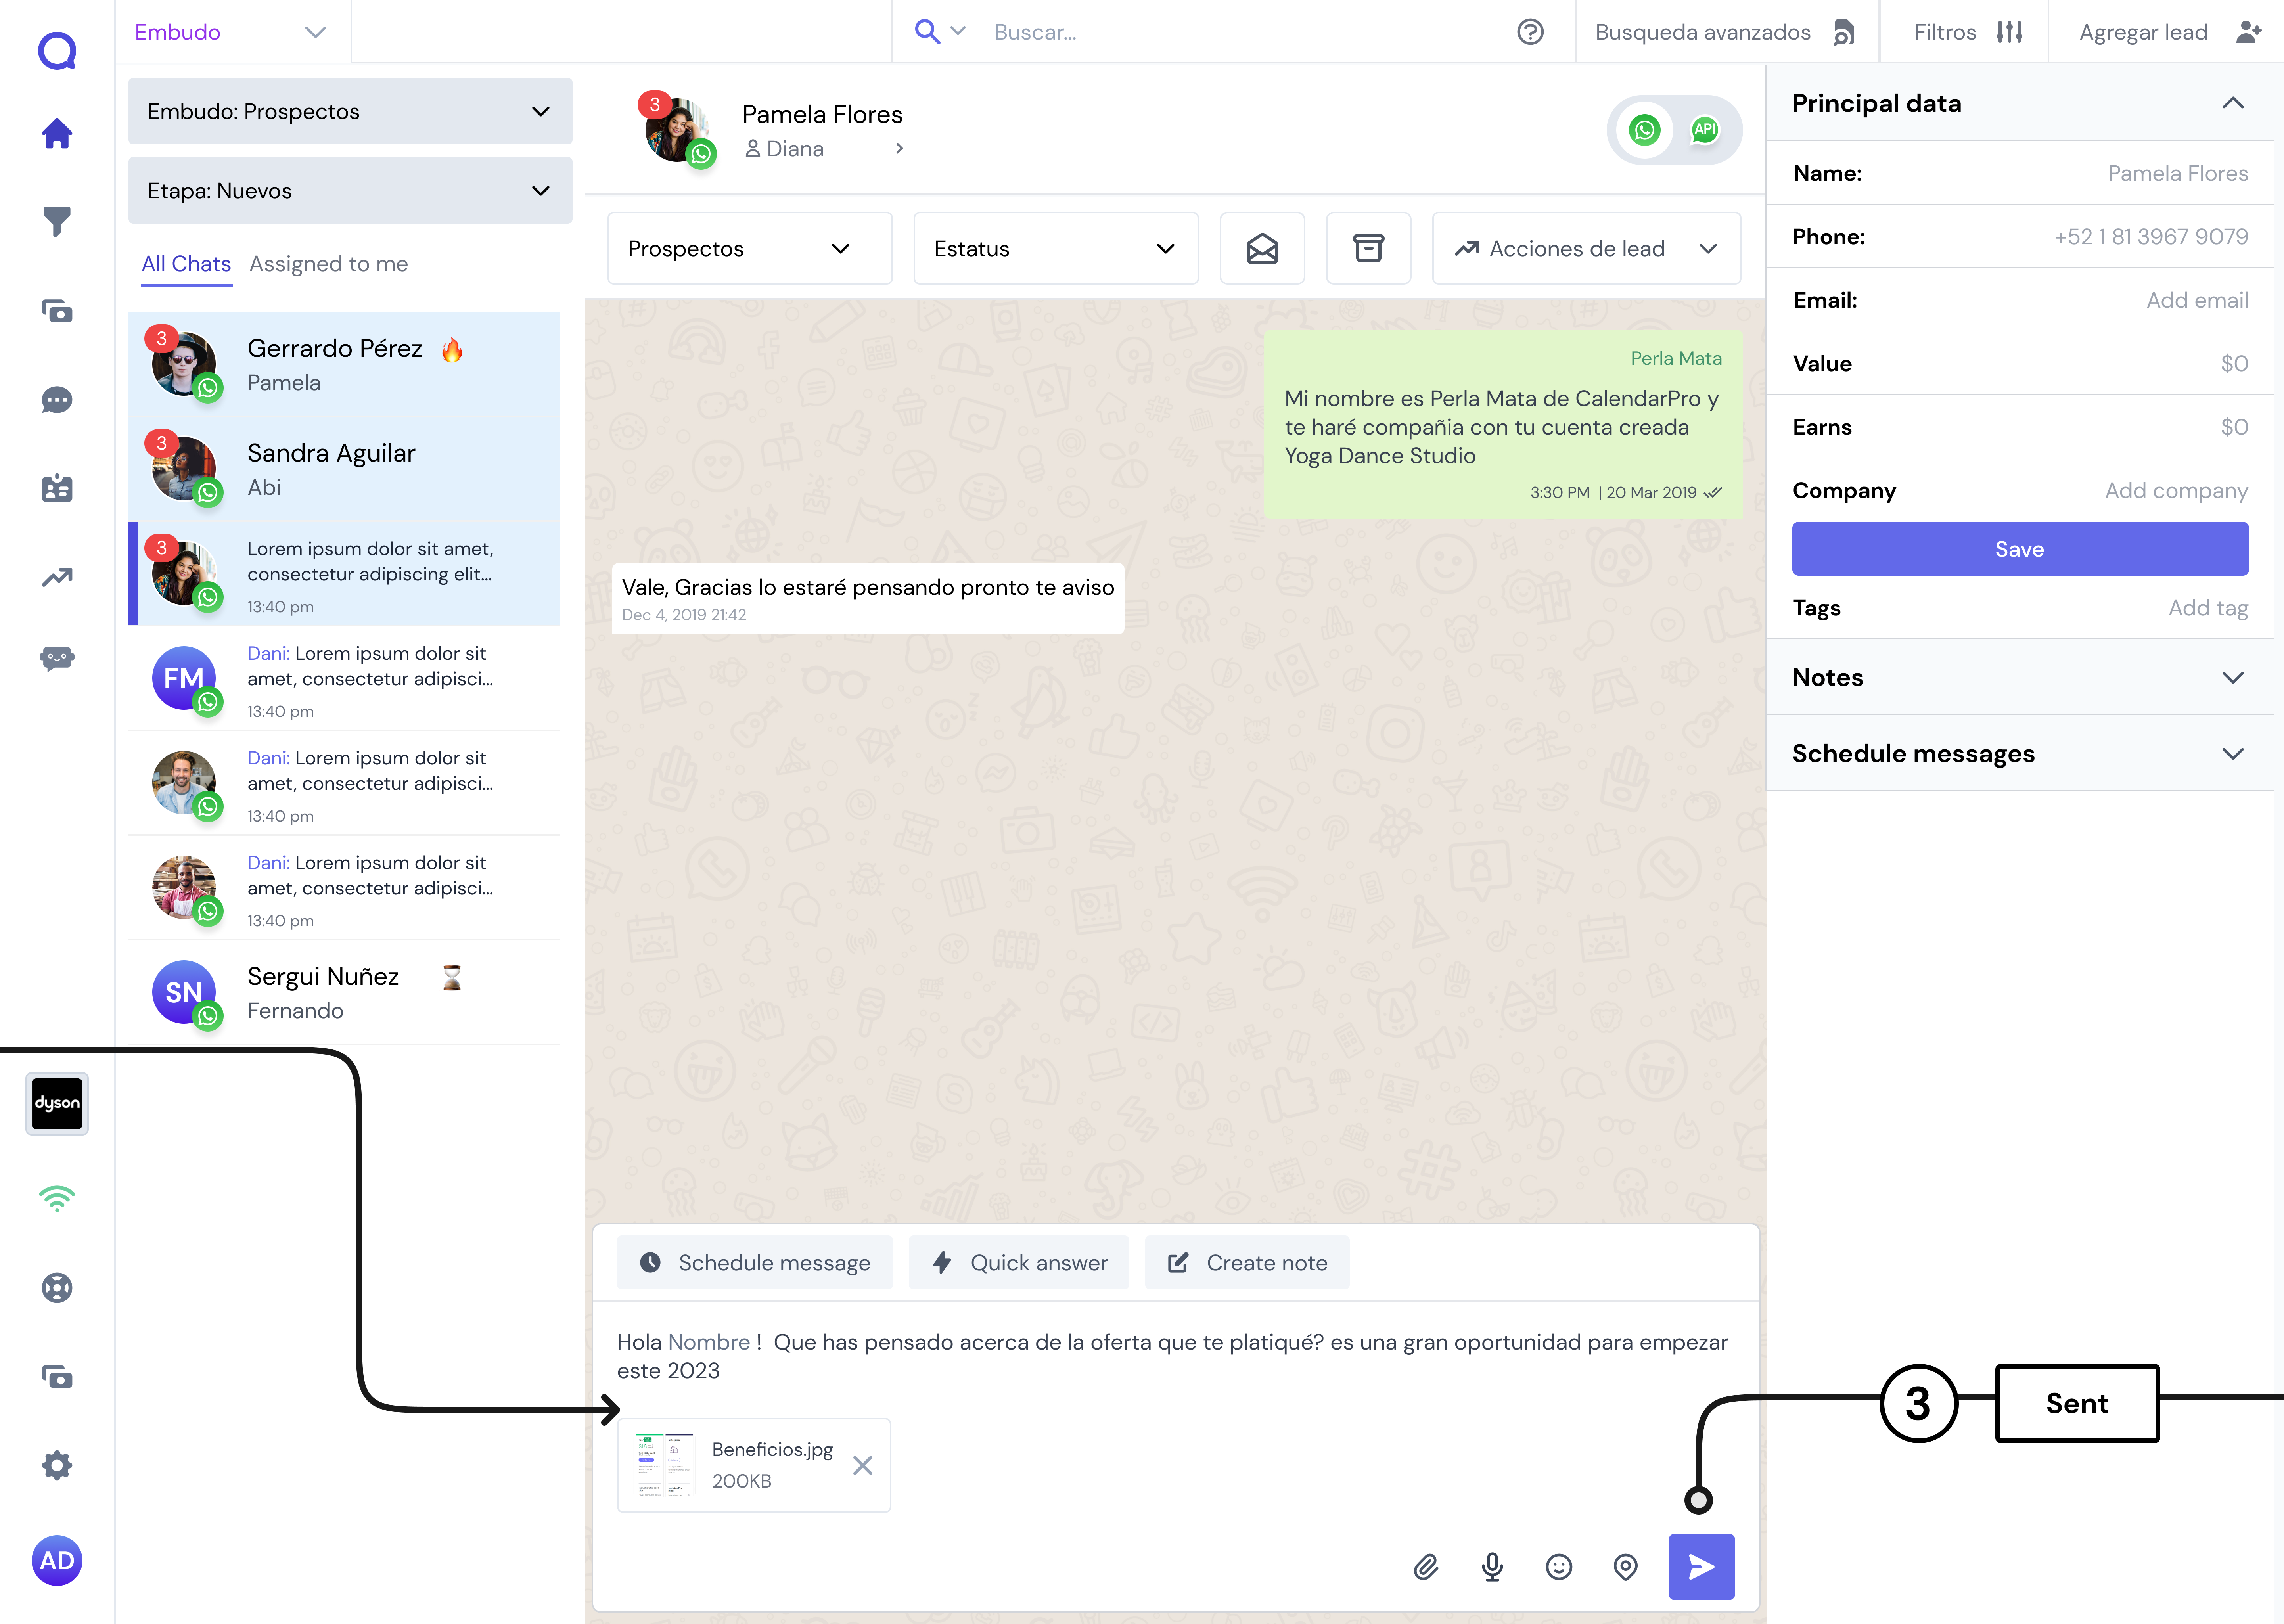 Embudo
Buscar...
Busqueda avanzados
Filtros
Agregar lead
Embudo: Prospectos
Etapa: Nuevos
All Chats
Assigned to me
3
Gerrardo Pérez 🔥
Pamela
3
Sandra Aguilar
Abi
3
Lorem ipsum dolor sit amet,
consectetur adipiscing elit...
13:40 pm
FM
Dani: Lorem ipsum dolor sit
amet, consectetur adipisci...
13:40 pm
Dani: Lorem ipsum dolor sit
amet, consectetur adipisci...
13:40 pm
Dani: Lorem ipsum dolor sit
amet, consectetur adipisci...
13:40 pm
SN
Sergui Nuñez ⏳
Fernando
dyson
AD
3
Pamela Flores
Diana
API
Prospectos
Estatus
Acciones de lead
Perla Mata
Mi nombre es Perla Mata de CalendarPro y
te haré compañia con tu cuenta creada
Yoga Dance Studio
3:30 PM | 20 Mar 2019
Vale, Gracias lo estaré pensando pronto te aviso
Dec 4, 2019 21:42
Schedule message
Quick answer
Create note
Hola Nombre ! Que has pensado acerca de la oferta que te platiqué? es una gran oportunidad para empezar
este 2023
Beneficios.jpg
200KB
Principal data
Name: Pamela Flores
Phone: +52 1 81 3967 9079
Email: Add email
Value $0
Earns $0
Company Add company
Save
Tags Add tag
Notes
Schedule messages
3
Sent